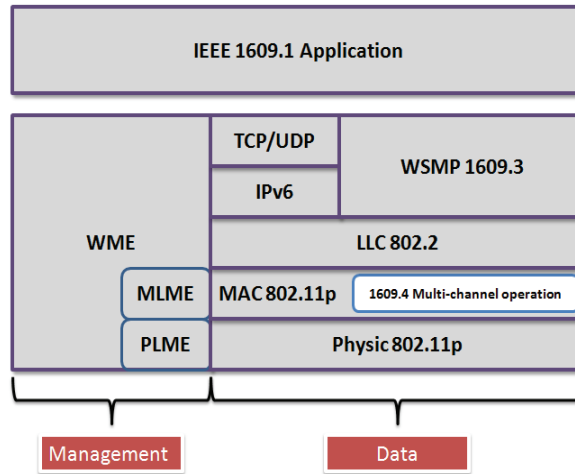 IEEE 1609.1 Application
TCP/UDP
WSMP 1609.3
IPv6
WME
LLC 802.2
MLME
MAC 802.11p
1609.4 Multi-channel operation
PLME
Physic 802.11p
Management
Data